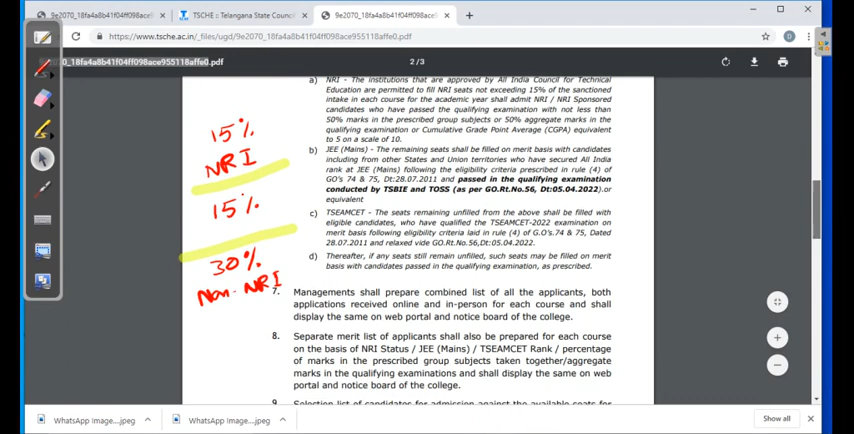 9e2070_18fa4a8b41f04ff098ac
TSCHE :: Telangana State Counci
9e2070_18fa4a8b41f04ff098ace
https://www.tsche.ac.in/_files/ugd/9e2070_18fa4a8b41f04ff098ace955118affe0.pdf
D
0_18fa4a8b41f04ff098ace955118affe0.pdf
2/3
a) NRI - The institutions that are approved by All India Council for Technical
Education are permitted to fill NRI seats not exceeding 15% of the sanctioned
intake in each course for the academic year shall admit NRI / NRI Sponsored
candidates who have passed the qualifying examination with not less than
50% marks in the prescribed group subjects or 50% aggregate marks in the
qualifying examination or Cumulative Grade Point Average (CGPA) equivalent
to 5 on a scale of 10.
15%
NRI
b) JEE (Mains) - The remaining seats shall be filled on merit basis with candidates
including from other States and Union territories who have secured All India
rank at JEE (Mains) following the eligibility criteria prescribed in rule (4) of
GO's 74 & 75, Dt:28.07.2011 and passed in the qualifying examination
conducted by TSBIE and TOSS (as per GO.Rt.No.56, Dt:05.04.2022).or
equivalent
15%
c) TSEAMCET - The seats remaining unfilled from the above shall be filled with
eligible candidates, who have qualified the TSEAMCET-2022 examination on
merit basis following eligibility criteria laid in rule (4) of G.O's.74 & 75, Dated
28.07.2011 and relaxed vide GO.Rt.No.56,Dt:05.04.2022.
30%
Non-NRI
d) Thereafter, if any seats still remain unfilled, such seats may be filled on merit
basis with candidates passed in the qualifying examination, as prescribed.
7. Managements shall prepare combined list of all the applicants, both
applications received online and in-person for each course and shall
display the same on web portal and notice board of the college.
8. Separate merit list of applicants shall also be prepared for each course
on the basis of NRI Status / JEE (Mains) / TSEAMCET Rank / percentage
of marks in the prescribed group subjects taken together/aggregate
marks in the qualifying examinations and shall display the same on web
portal and notice board of the college.
9. Selection list of candidates for admission against the available seats for
WhatsApp Image....jpeg
WhatsApp Image....jpeg
Show all